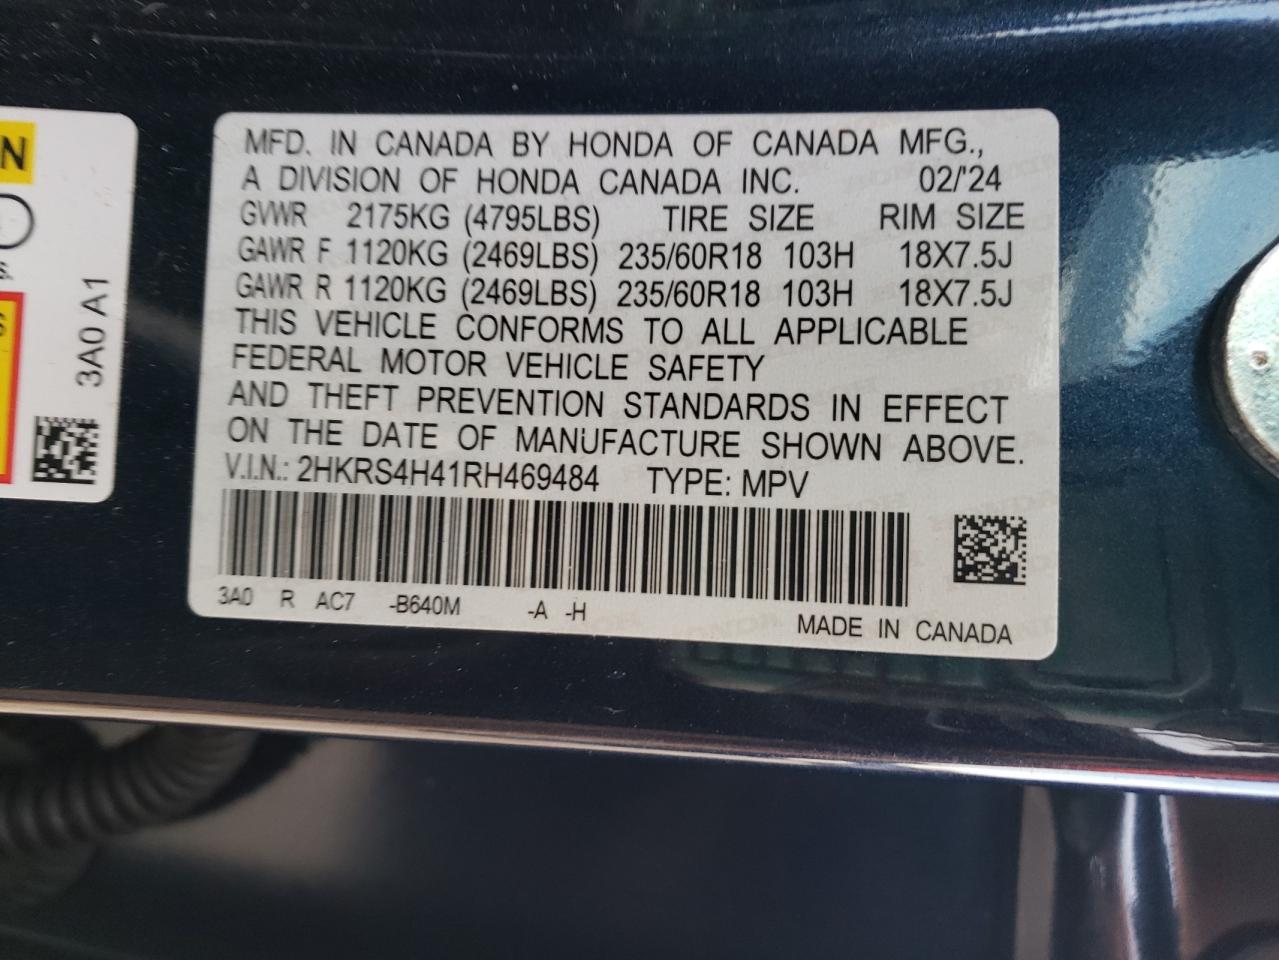 MFD. IN CANADA BY HONDA OF CANADA MFG.,
A DIVISION OF HONDA CANADA INC. 02/'24
GVWR 2175KG (4795LBS) TIRE SIZE RIM SIZE
GAWR F 1120KG (2469LBS) 235/60R18 103H 18X7.5J
GAWR R 1120KG (2469LBS) 235/60R18 103H 18X7.5J
THIS VEHICLE CONFORMS TO ALL APPLICABLE
FEDERAL MOTOR VEHICLE SAFETY
AND THEFT PREVENTION STANDARDS IN EFFECT
ON THE DATE OF MANUFACTURE SHOWN ABOVE.
V.I.N.: 2HKRS4H41RH469484 TYPE: MPV
3A0 R AC7 -B640M -A -H
MADE IN CANADA
3A0 A1